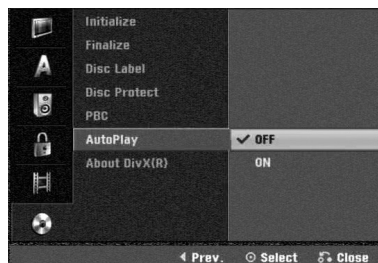 Initialize
Finalize
A
Disc Label
Disc Protect
PBC
AutoPlay
✓ OFF
About DivX(R)
ON
Prev.
Select
Close